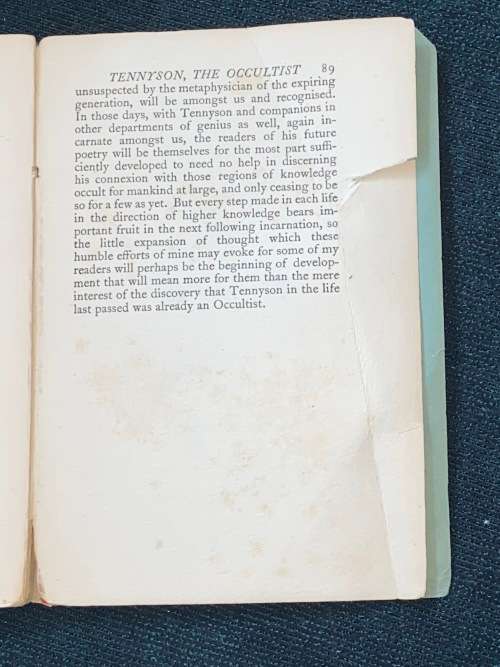 TENNYSON, THE OCCULTIST 89
unsuspected by the metaphysician of the expiring
generation, will be amongst us and recognised.
In those days, with Tennyson and companions in
other departments of genius as well, again in-
carnate amongst us, the readers of his future
poetry will be themselves for the most part suffi-
ciently developed to need no help in discerning
his connexion with those regions of knowledge
occult for mankind at large, and only ceasing to be
so for a few as yet. But every step made in each life
in the direction of higher knowledge bears im-
portant fruit in the next following incarnation, so
the little expansion of thought which these
humble efforts of mine may evoke for some of my
readers will perhaps be the beginning of develop-
ment that will mean more for them than the mere
interest of the discovery that Tennyson in the life
last passed was already an Occultist.